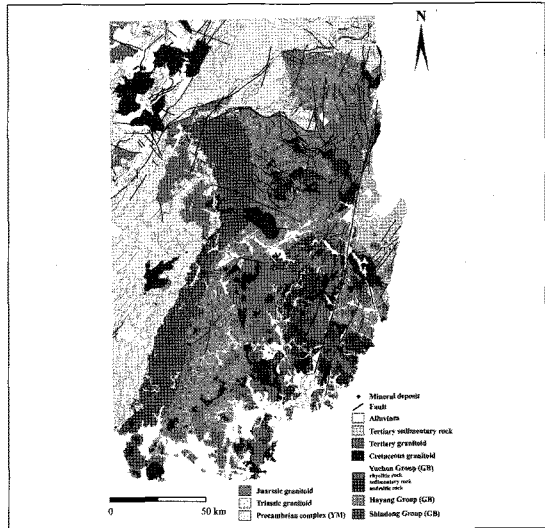 N
Mineral deposit
Fault
Alluvium
Tertiary sedimentary rock
Tertiary granitoid
Cretaceous granitoid
Yuchon Group (GB)
rhyolitic rock
sedimentary rock
andesitic rock
Hayang Group (GB)
Shindong Group (GB)
Jurassic granitoid
Triassic granitoid
Precambrian complex (YM)
0 50 km